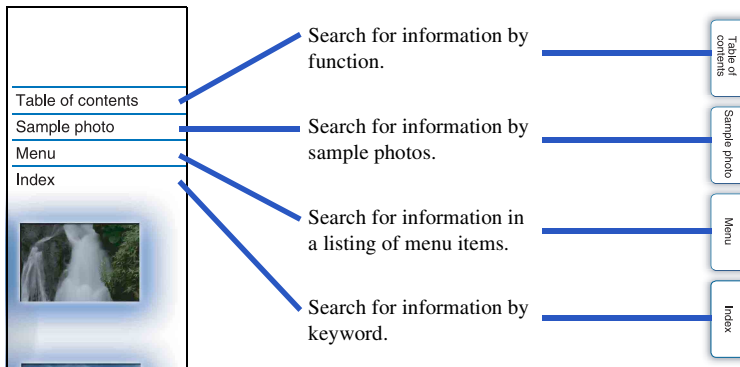 Table of contents
Sample photo
Menu
Index
Search for information by
function.
Search for information by
sample photos.
Search for information in
a listing of menu items.
Search for information by
keyword.
Table of
contents
Sample photo
Menu
Index